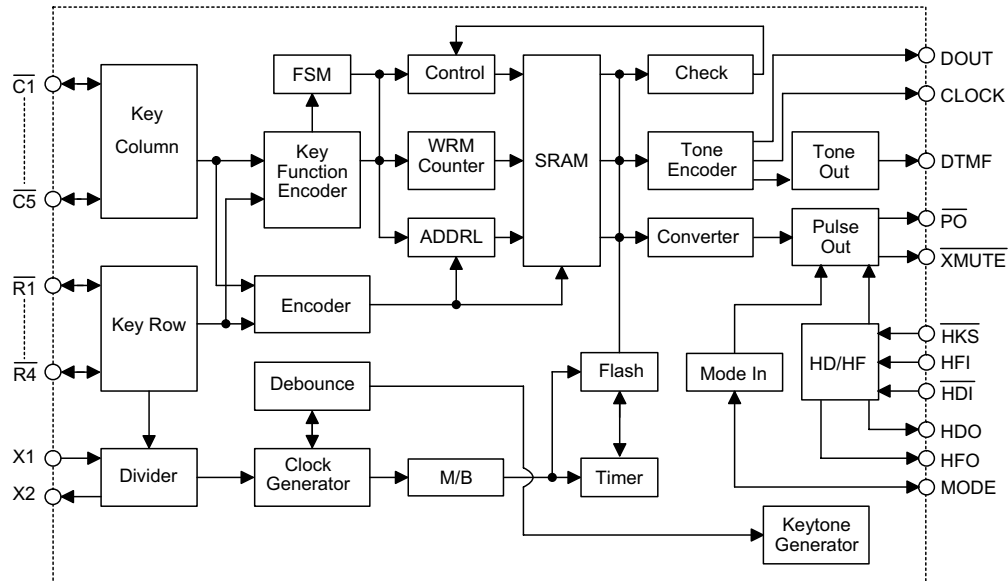 C1
C5
R1
R4
X1
X2
Key
Column
Key Row
Divider
FSM
Key
Function
Encoder
Encoder
Debounce
Clock
Generator
Control
WRM
Counter
ADDRL
M/B
SRAM
Check
Tone
Encoder
Converter
Flash
Timer
Tone
Out
Pulse
Out
Mode In
HD/HF
Keytone
Generator
DOUT
CLOCK
DTMF
PO
XMUTE
HKS
HFI
HDI
HDO
HFO
MODE